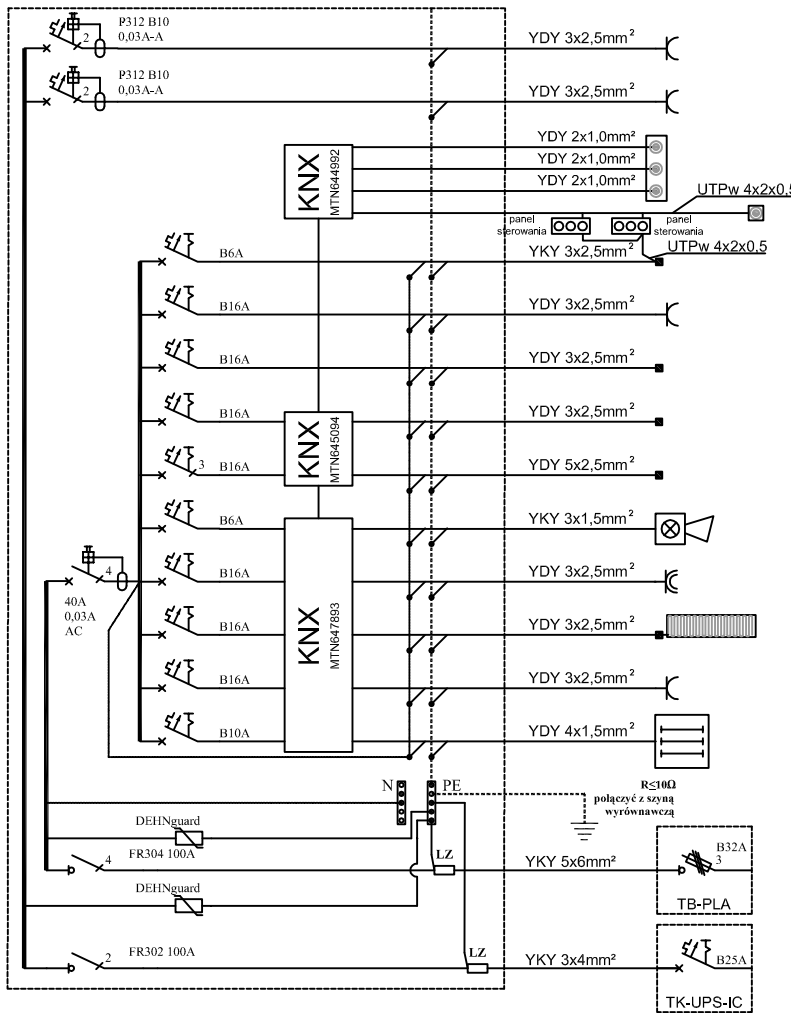 P312 B10
0,03A-A
2
YDY 3x2,5mm²
P312 B10
0,03A-A
2
YDY 3x2,5mm²
KNX
MTN644992
YDY 2x1,0mm²
YDY 2x1,0mm²
YDY 2x1,0mm²
UTPw 4x2x0,5
panel
sterowania
panel
sterowania
UTPw 4x2x0,5
B6A
YKY 3x2,5mm²
B16A
YDY 3x2,5mm²
B16A
YDY 3x2,5mm²
KNX
MTN645094
B16A
YDY 3x2,5mm²
3
B16A
YDY 5x2,5mm²
KNX
MTN647893
B6A
YKY 3x1,5mm²
4
40A
0,03A
AC
B16A
YDY 3x2,5mm²
B16A
YDY 3x2,5mm²
B16A
YDY 3x2,5mm²
B10A
YDY 4x1,5mm²
N
PE
R≤10Ω
połączyć z szyną
wyrównawczą
DEHNguard
4
FR304 100A
LZ
YKY 5x6mm²
B32A
3
TB-PLA
DEHNguard
2
FR302 100A
LZ
YKY 3x4mm²
B25A
TK-UPS-IC